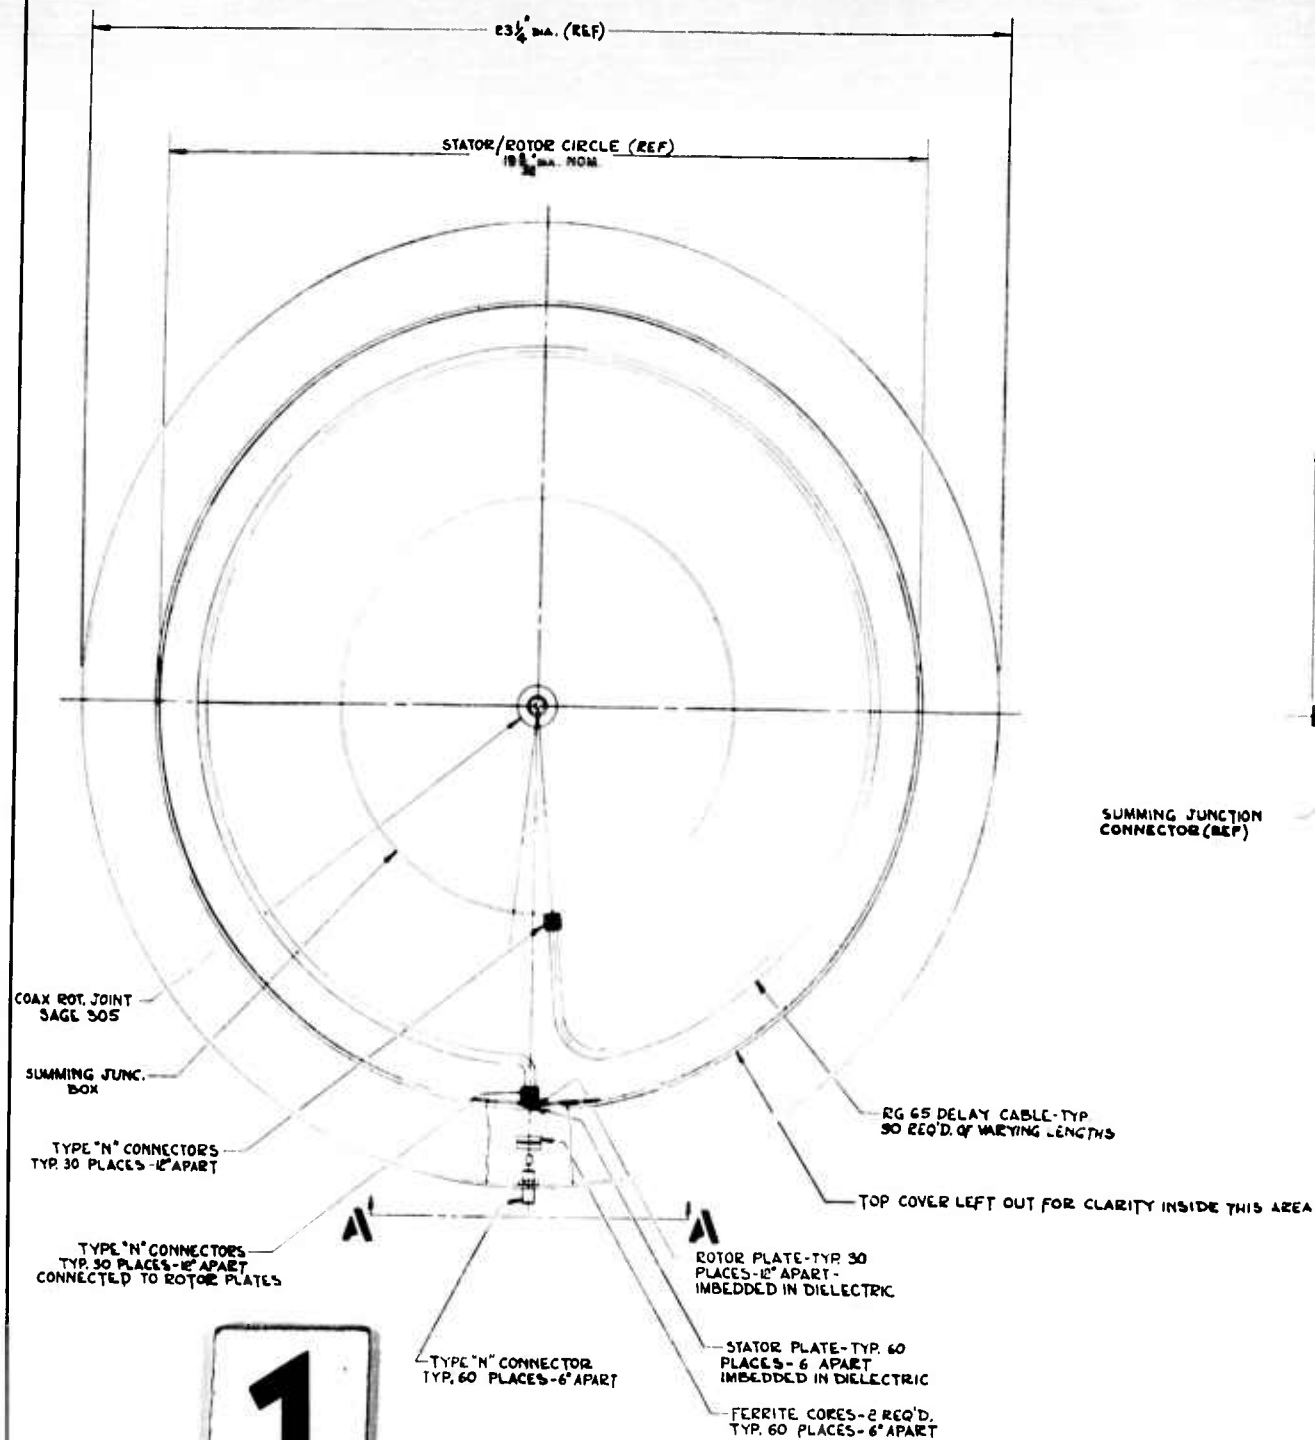 23¼" DIA. (REF)
STATOR/ROTOR CIRCLE (REF)
DIA. NOM.
SUMMING JUNCTION
CONNECTOR (REF)
COAX ROT. JOINT
SAGE 305
SUMMING JUNC.
BOX
TYPE "N" CONNECTORS
TYP. 30 PLACES-12° APART
TYPE "N" CONNECTORS
TYP. 30 PLACES-12° APART
CONNECTED TO ROTOR PLATES
RG 65 DELAY CABLE-TYP
30 REQ'D. OF VARYING LENGTHS
TOP COVER LEFT OUT FOR CLARITY INSIDE THIS AREA
A A
ROTOR PLATE-TYP. 30
PLACES-12° APART-
IMBEDDED IN DIELECTRIC
TYPE "N" CONNECTOR
TYP. 60 PLACES-6° APART
STATOR PLATE-TYP. 60
PLACES-6 APART
IMBEDDED IN DIELECTRIC
FERRITE CORES-2 REQ'D.
TYP. 60 PLACES-6° APART
1